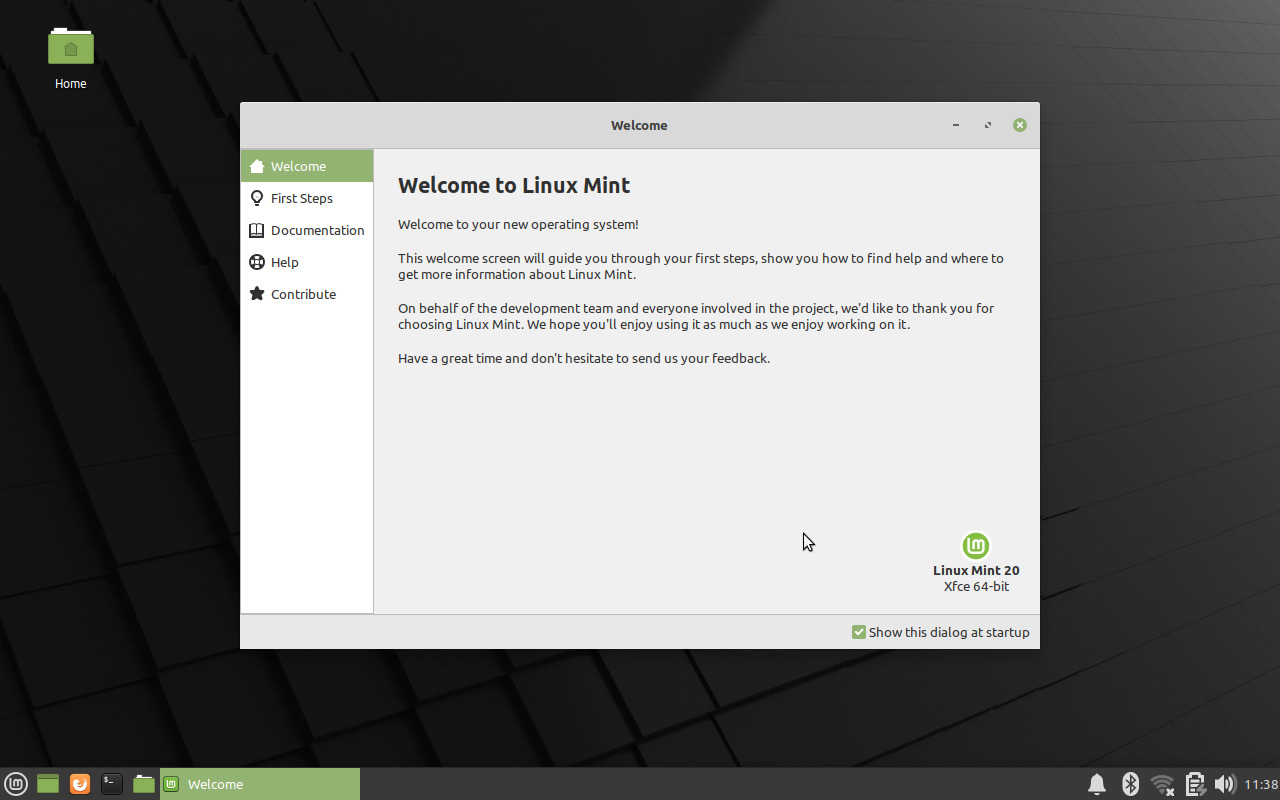 Home
Welcome
Welcome
First Steps
Documentation
Help
Contribute
Welcome to Linux Mint
Welcome to your new operating system!
This welcome screen will guide you through your first steps, show you how to find help and where to
get more information about Linux Mint.
On behalf of the development team and everyone involved in the project, we'd like to thank you for
choosing Linux Mint. We hope you'll enjoy using it as much as we enjoy working on it.
Have a great time and don't hesitate to send us your feedback.
Linux Mint 20
Xfce 64-bit
Show this dialog at startup
$_
Welcome
11:38